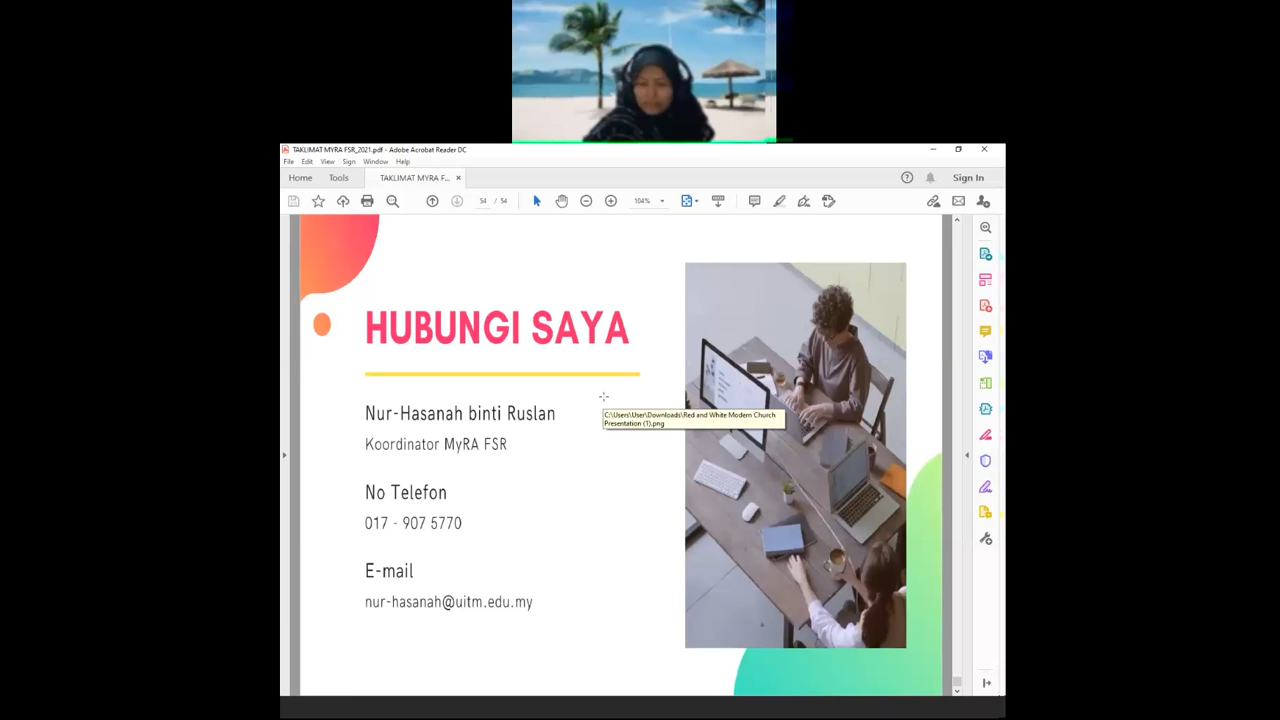 TAKLIMAT MYRA FSR_2021.pdf - Adobe Acrobat Reader DC
File Edit View Sign Window Help
Home Tools TAKLIMAT MYRA F... × Sign In
54 / 54 104%
HUBUNGI SAYA
Nur-Hasanah binti Ruslan
C:\Users\User\Downloads\Red and White Modern Church
Presentation (1).png
Koordinator MyRA FSR
No Telefon
017 - 907 5770
E-mail
nur-hasanah@uitm.edu.my